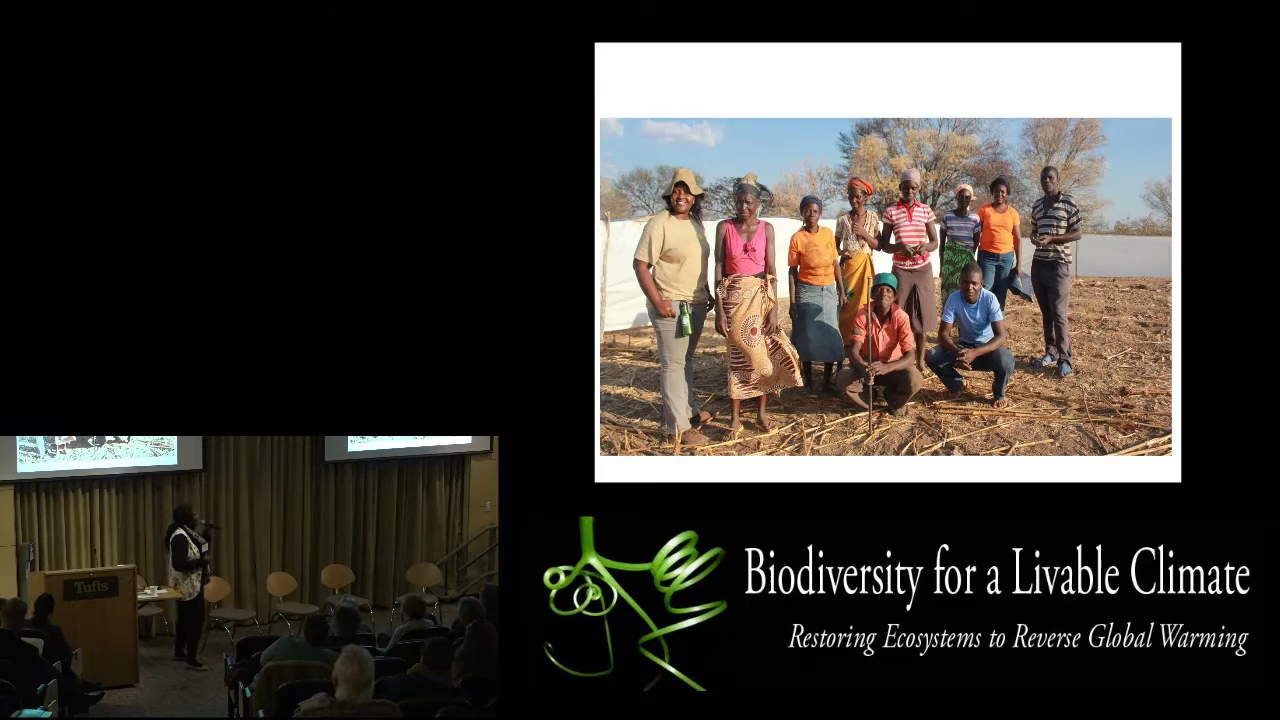 Tufts
Biodiversity for a Livable Climate
Restoring Ecosystems to Reverse Global Warming